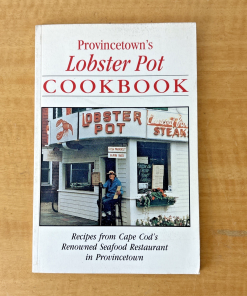 Provincetown's
Lobster Pot
COOKBOOK
LOBSTER
POT
STEAK
Recipes from Cape Cod's
Renowned Seafood Restaurant
in Provincetown